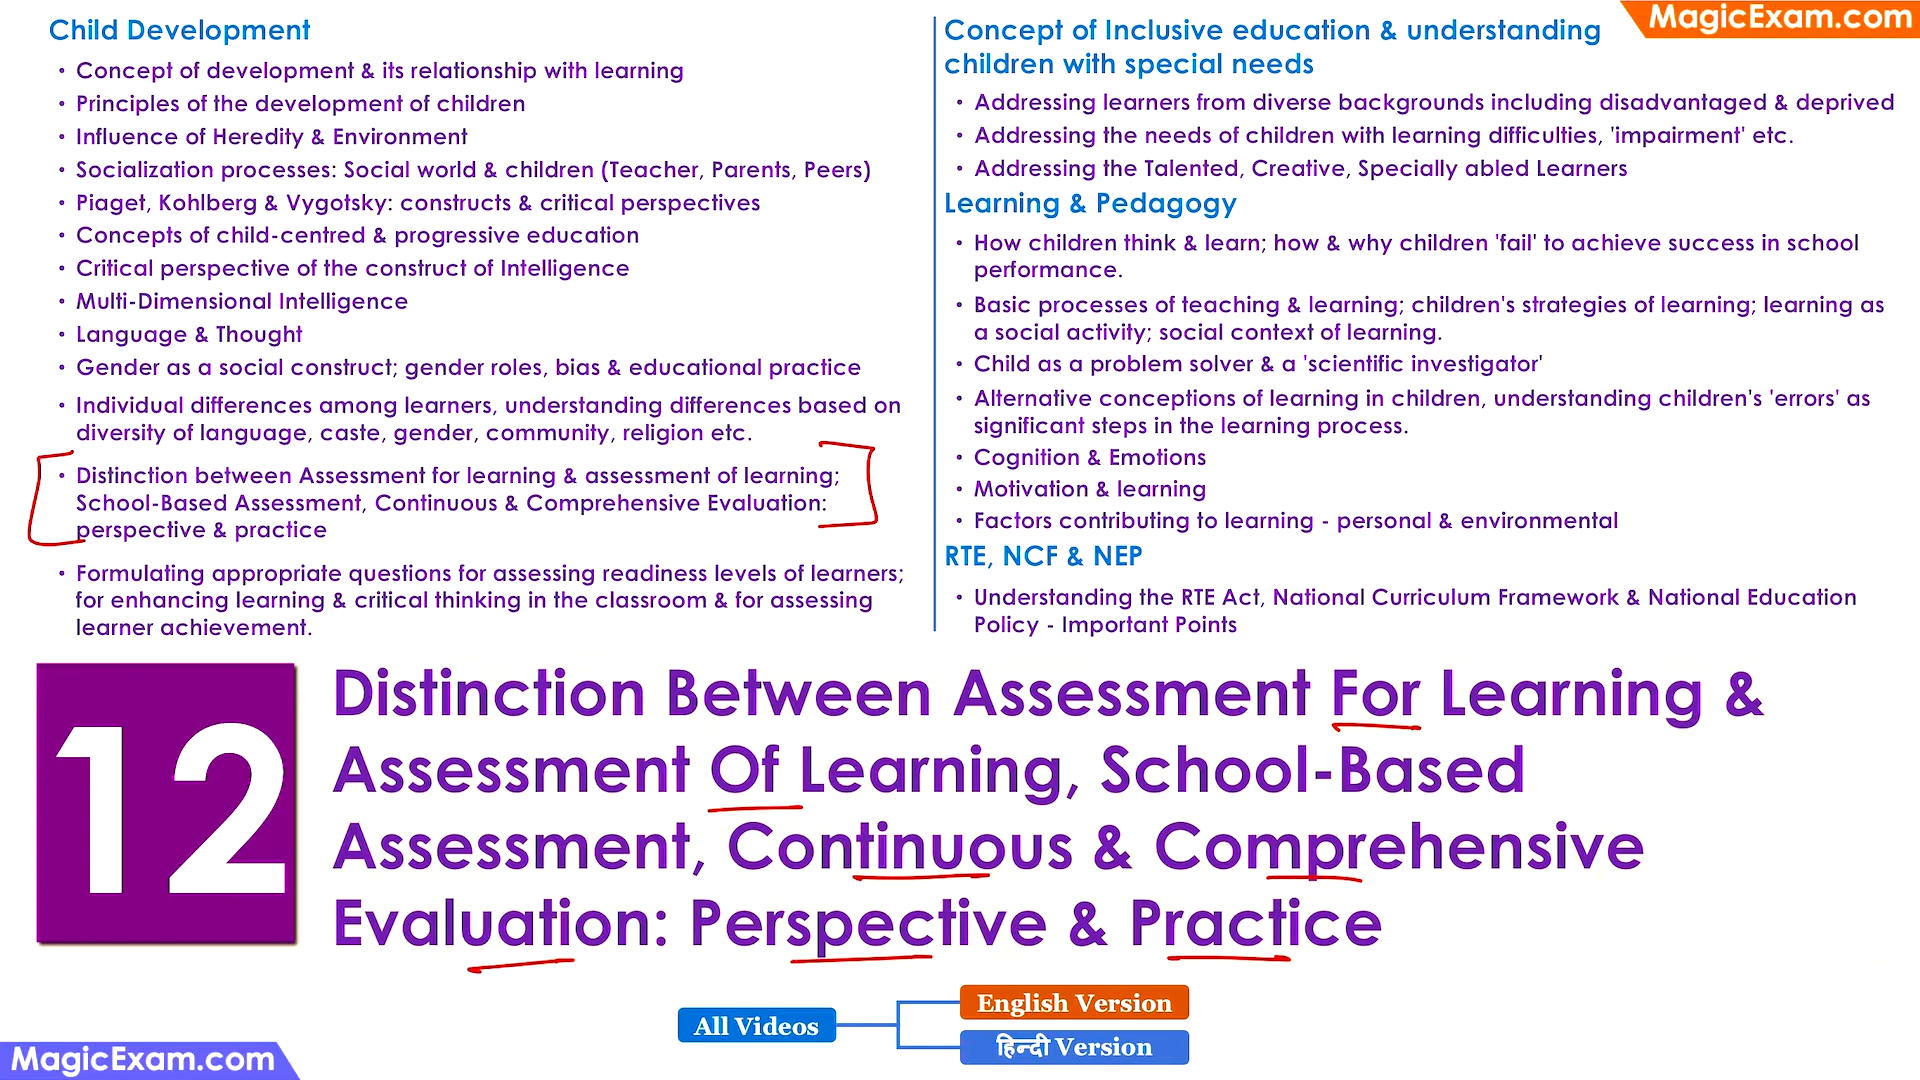 Child Development
• Concept of development & its relationship with learning
• Principles of the development of children
• Influence of Heredity & Environment
• Socialization processes: Social world & children (Teacher, Parents, Peers)
• Piaget, Kohlberg & Vygotsky: constructs & critical perspectives
• Concepts of child-centred & progressive education
• Critical perspective of the construct of Intelligence
• Multi-Dimensional Intelligence
• Language & Thought
• Gender as a social construct; gender roles, bias & educational practice
• Individual differences among learners, understanding differences based on
diversity of language, caste, gender, community, religion etc.
• Distinction between Assessment for learning & assessment of learning;
School-Based Assessment, Continuous & Comprehensive Evaluation:
perspective & practice
• Formulating appropriate questions for assessing readiness levels of learners;
for enhancing learning & critical thinking in the classroom & for assessing
learner achievement.
MagicExam.com
Concept of Inclusive education & understanding
children with special needs
• Addressing learners from diverse backgrounds including disadvantaged & deprived
• Addressing the needs of children with learning difficulties, 'impairment' etc.
• Addressing the Talented, Creative, Specially abled Learners
Learning & Pedagogy
• How children think & learn; how & why children 'fail' to achieve success in school
performance.
• Basic processes of teaching & learning; children's strategies of learning; learning as
a social activity; social context of learning.
• Child as a problem solver & a 'scientific investigator'
• Alternative conceptions of learning in children, understanding children's 'errors' as
significant steps in the learning process.
• Cognition & Emotions
• Motivation & learning
• Factors contributing to learning - personal & environmental
RTE, NCF & NEP
• Understanding the RTE Act, National Curriculum Framework & National Education
Policy - Important Points
12
Distinction Between Assessment For Learning &
Assessment Of Learning, School-Based
Assessment, Continuous & Comprehensive
Evaluation: Perspective & Practice
All Videos
English Version
हिन्दी Version
MagicExam.com